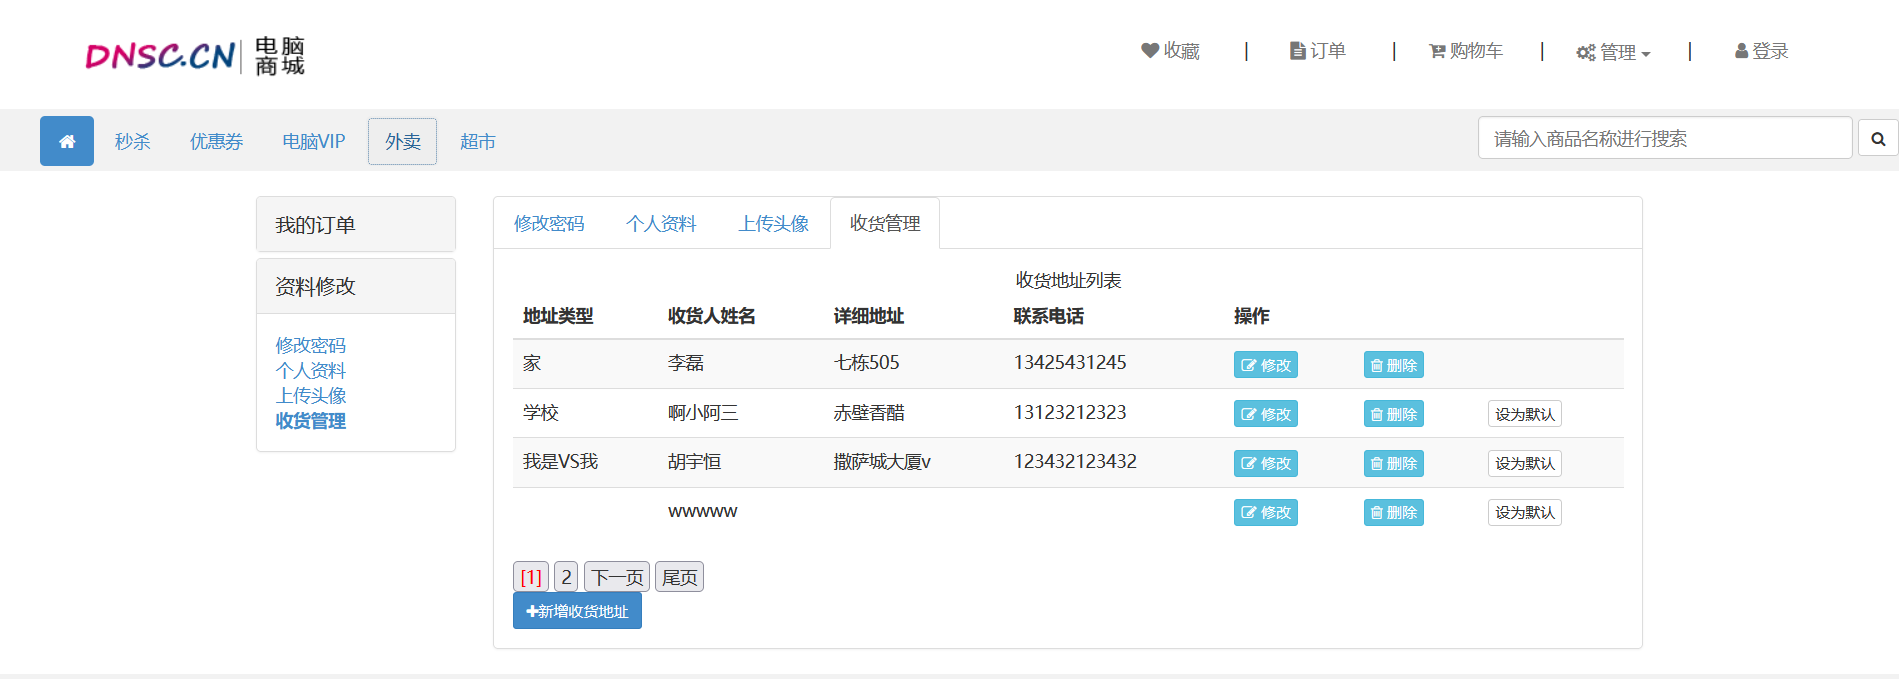 DNSC.CN 电脑商城
收藏 | 订单 | 购物车 | 管理 | 登录
秒杀 优惠券 电脑VIP 外卖 超市 请输入商品名称进行搜索
我的订单
资料修改
修改密码
个人资料
上传头像
收货管理
修改密码 个人资料 上传头像 收货管理
收货地址列表
地址类型 收货人姓名 详细地址 联系电话 操作
家 李磊 七栋505 13425431245 修改 删除
学校 啊小阿三 赤壁香醋 13123212323 修改 删除 设为默认
我是VS我 胡宇恒 撒萨城大厦v 123432123432 修改 删除 设为默认
wwwww 修改 删除 设为默认
[1] 2 下一页 尾页
新增收货地址